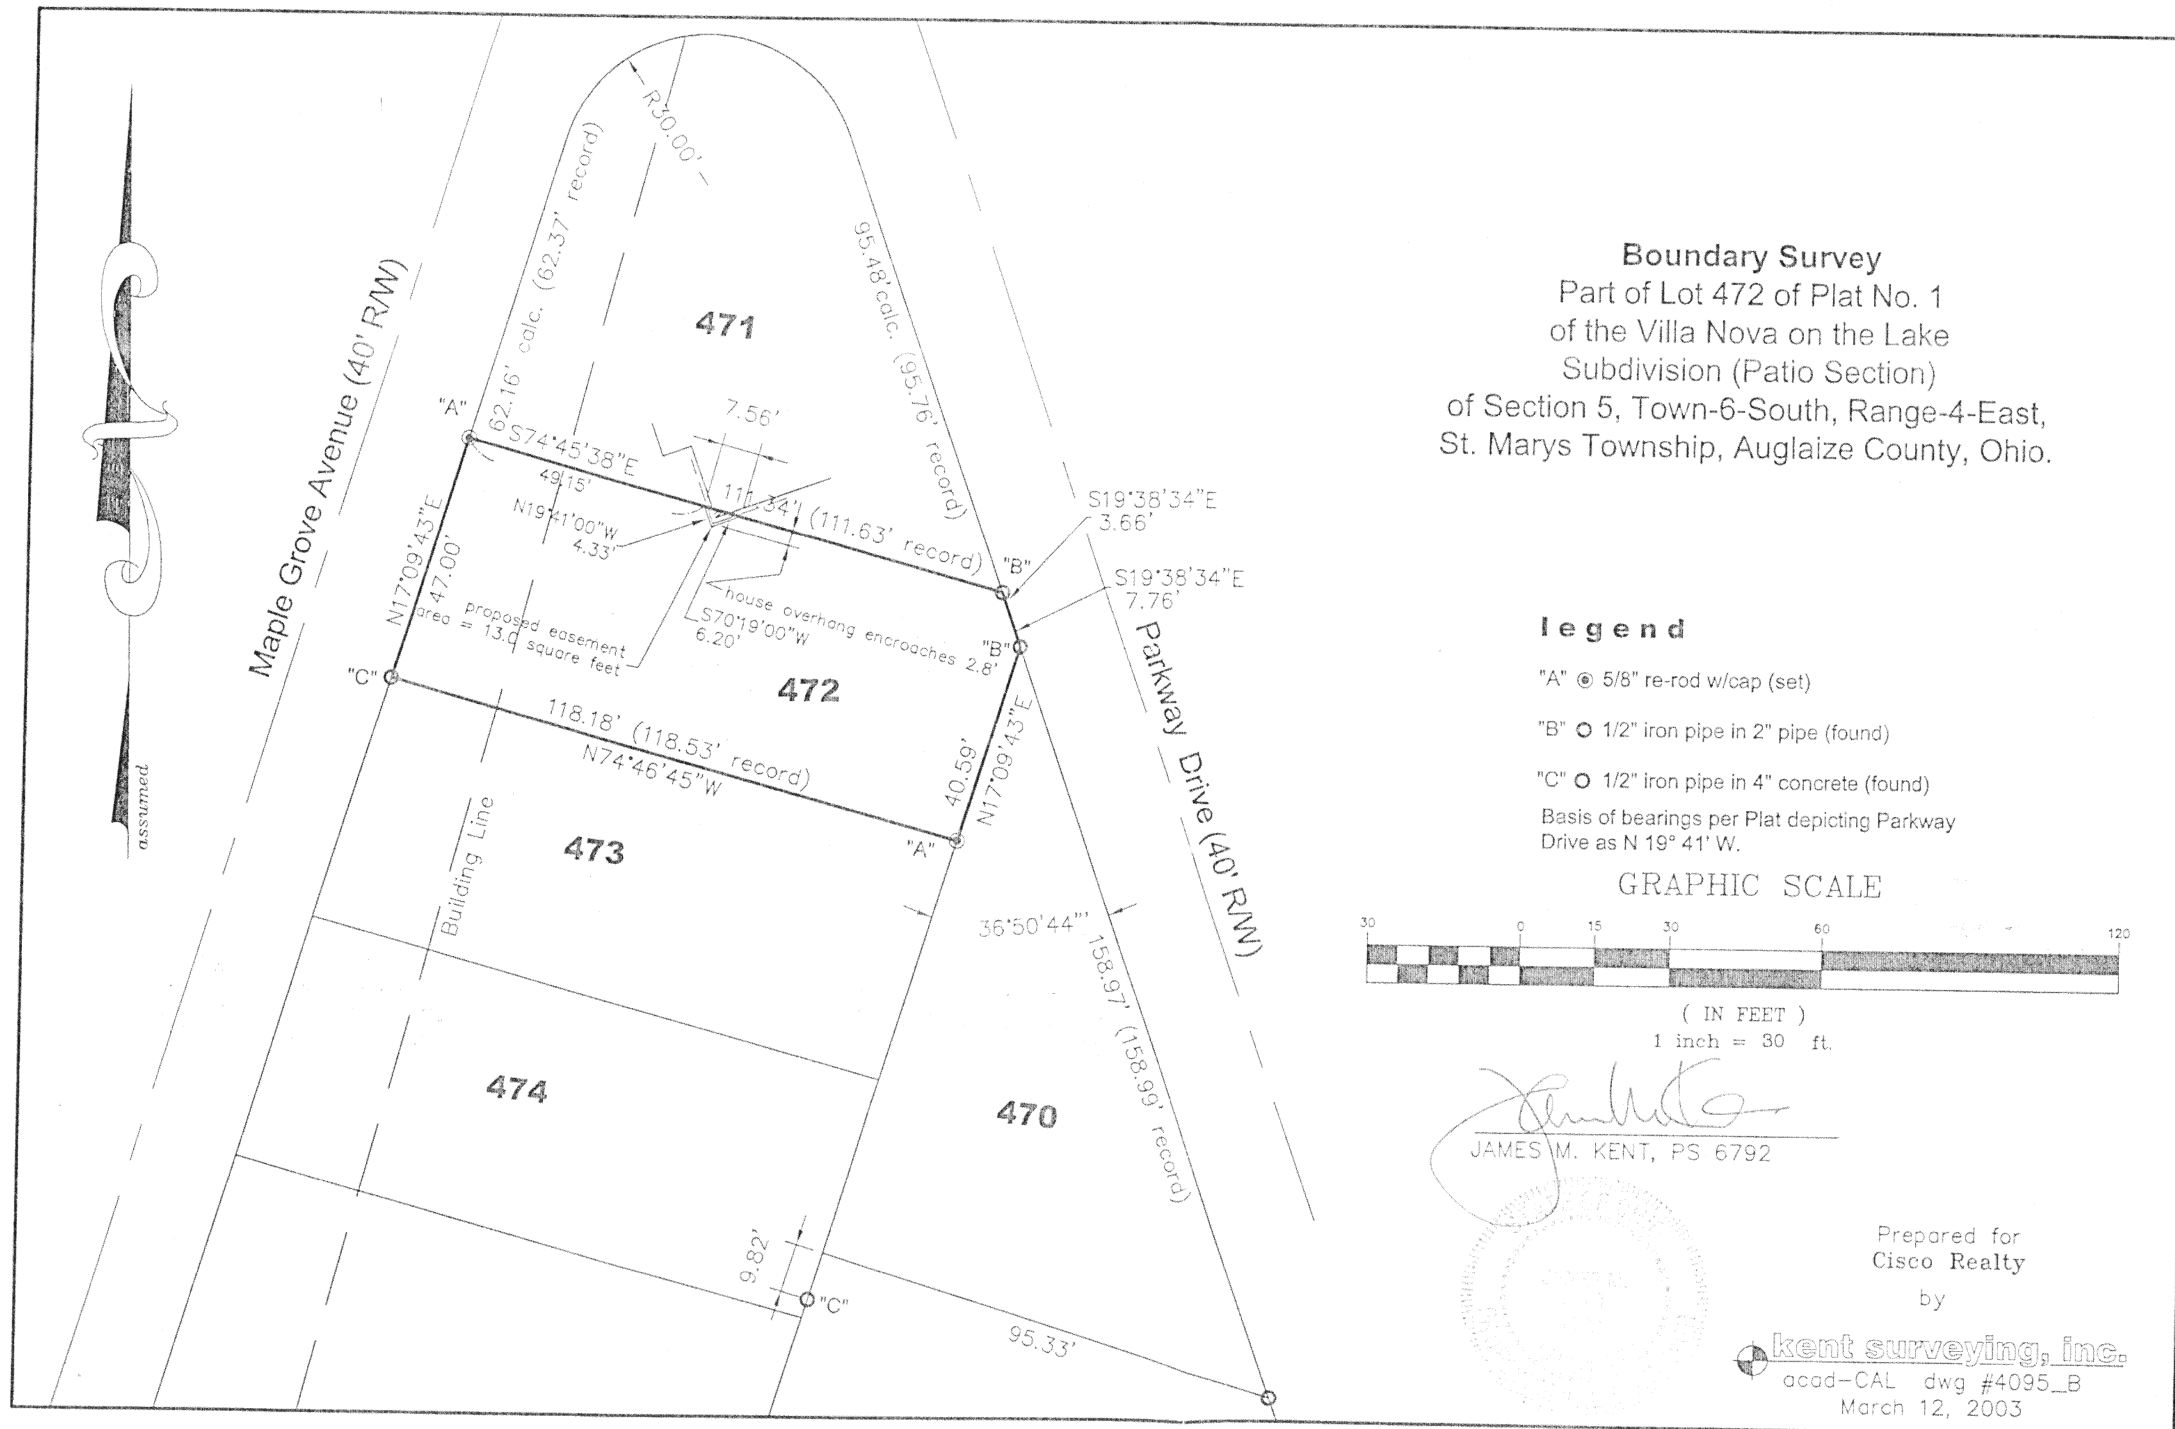 Boundary Survey
Part of Lot 472 of Plat No. 1
of the Villa Nova on the Lake
Subdivision (Patio Section)
of Section 5, Town-6-South, Range-4-East,
St. Marys Township, Auglaize County, Ohio.
assumed
Maple Grove Avenue (40' R/W)
62.16' calc. (62.37' record)
R30.00'
95.48'calc. (95.76' record)
471
7.56'
"A"
S74°45'38"E
49.15'
111.34' (111.63' record)
N19°41'00"W
4.33'
"B"
S19°38'34"E
3.66'
S19°38'34"E
7.76'
"B"
N17°09'43"E
47.00'
proposed easement
area = 13.0 square feet
house overhang encroaches 2.8'
S70°19'00"W
6.20'
472
"C"
118.18' (118.53' record)
N74°46'45"W
40.59'
N17°09'43"E
"A"
Parkway Drive (40' R/W)
473
Building Line
36°50'44"'
158.97' (158.99' record)
474
470
9.82'
"C"
95.33'
legend
"A" 5/8" re-rod w/cap (set)
"B" 1/2" iron pipe in 2" pipe (found)
"C" 1/2" iron pipe in 4" concrete (found)
Basis of bearings per Plat depicting Parkway
Drive as N 19° 41' W.
GRAPHIC SCALE
30 0 15 30 60 120
( IN FEET )
1 inch = 30 ft.
JAMES M. KENT, PS 6792
Prepared for
Cisco Realty
by
kent surveying, inc.
acad-CAL dwg #4095_B
March 12, 2003